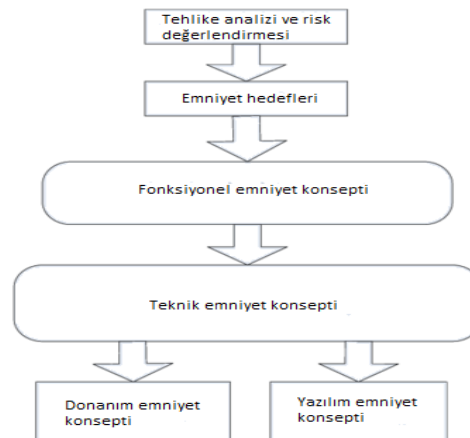 Tehlike analizi ve risk
değerlendirmesi
Emniyet hedefleri
Fonksiyonel emniyet konsepti
Teknik emniyet konsepti
Donanım emniyet
konsepti
Yazılım emniyet
konsepti